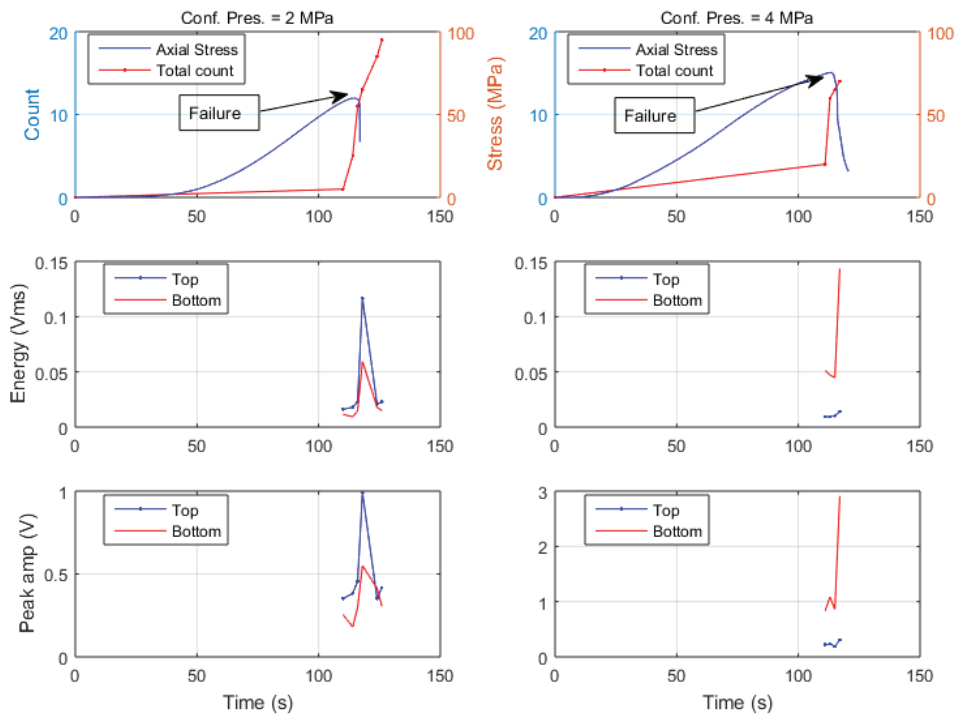 Conf. Pres. = 2 MPa
20
10
0
Count
Axial Stress
Total count
Failure
100
50
0
Stress (MPa)
0
50
100
150
Conf. Pres. = 4 MPa
20
10
0
Axial Stress
Total count
Failure
100
50
0
0
50
100
150
0.15
0.1
0.05
0
Energy (Vms)
Top
Bottom
0
50
100
150
0.15
0.1
0.05
0
Top
Bottom
0
50
100
150
1
0.5
0
Peak amp (V)
Top
Bottom
0
50
100
150
Time (s)
3
2
1
0
Top
Bottom
0
50
100
150
Time (s)